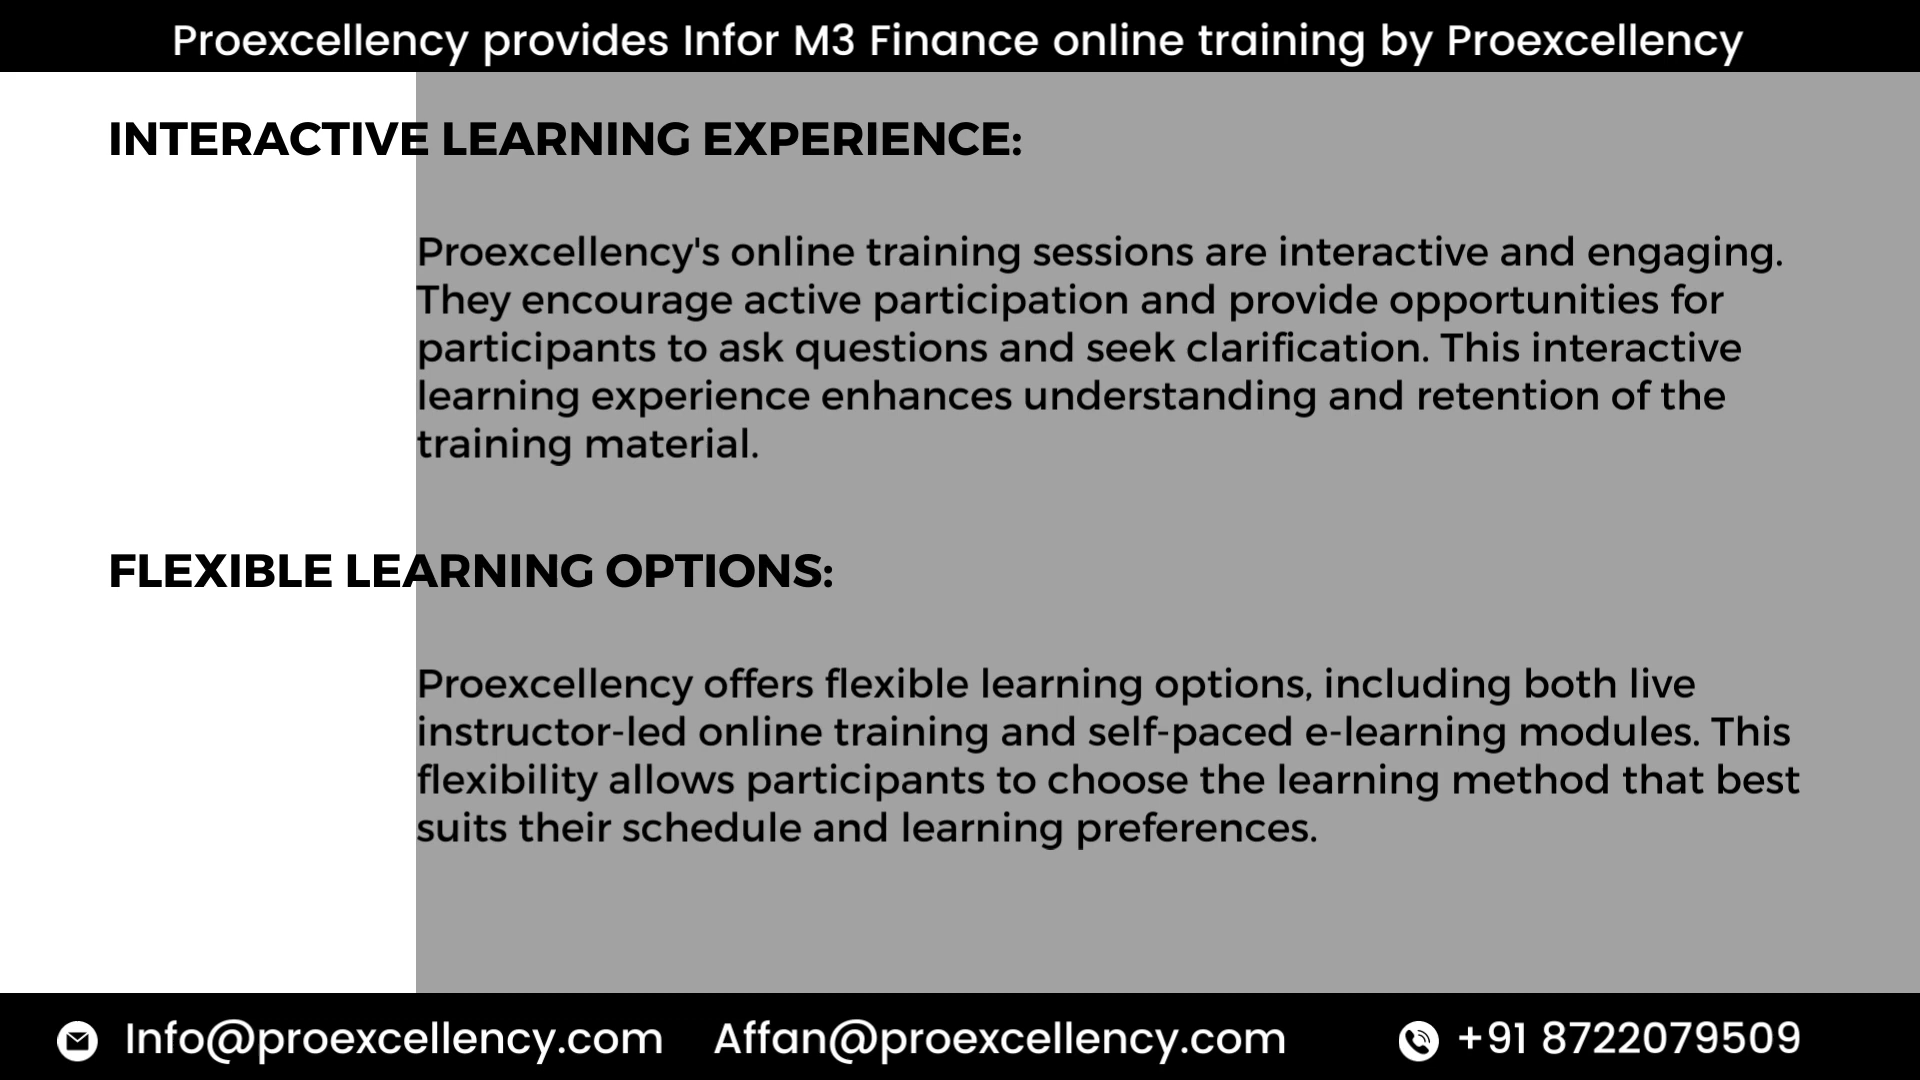 Proexcellency provides Infor M3 Finance online training by Proexcellency
INTERACTIVE LEARNING EXPERIENCE:
Proexcellency's online training sessions are interactive and engaging.
They encourage active participation and provide opportunities for
participants to ask questions and seek clarification. This interactive
learning experience enhances understanding and retention of the
training material.
FLEXIBLE LEARNING OPTIONS:
Proexcellency offers flexible learning options, including both live
instructor-led online training and self-paced e-learning modules. This
flexibility allows participants to choose the learning method that best
suits their schedule and learning preferences.
Info@proexcellency.com Affan@proexcellency.com +91 8722079509